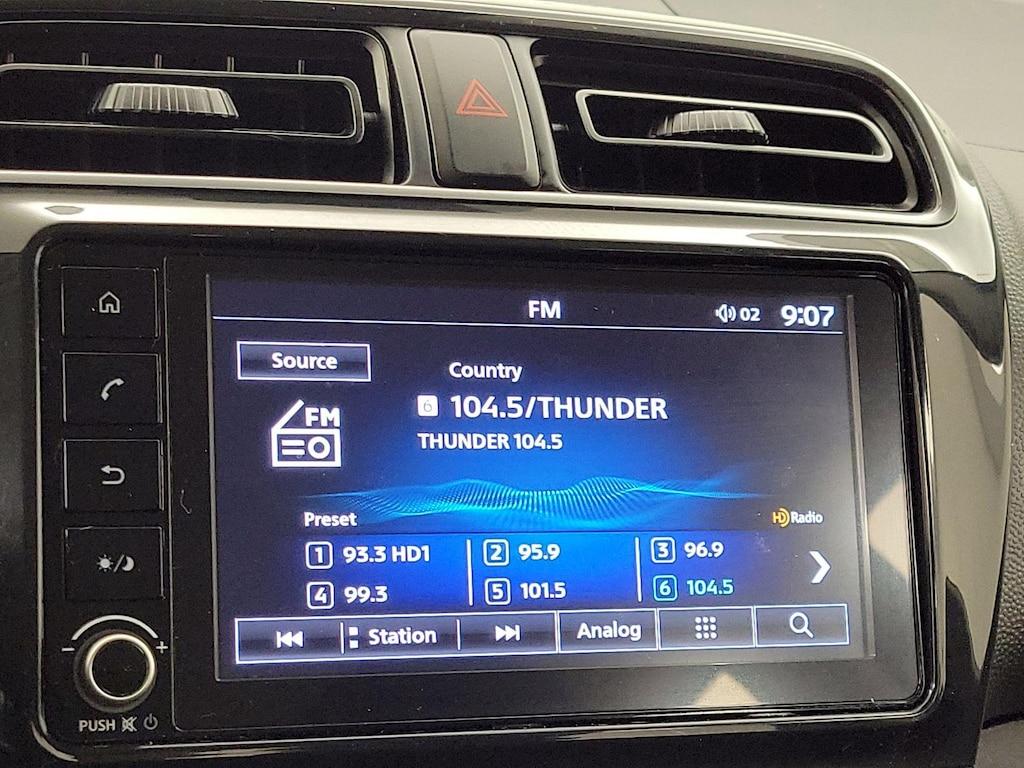 FM 02 9:07
Source
Country
FM
6 104.5/THUNDER
THUNDER 104.5
Preset
HD Radio
1 93.3 HD1 2 95.9 3 96.9
4 99.3 5 101.5 6 104.5
Station Analog
- +
PUSH